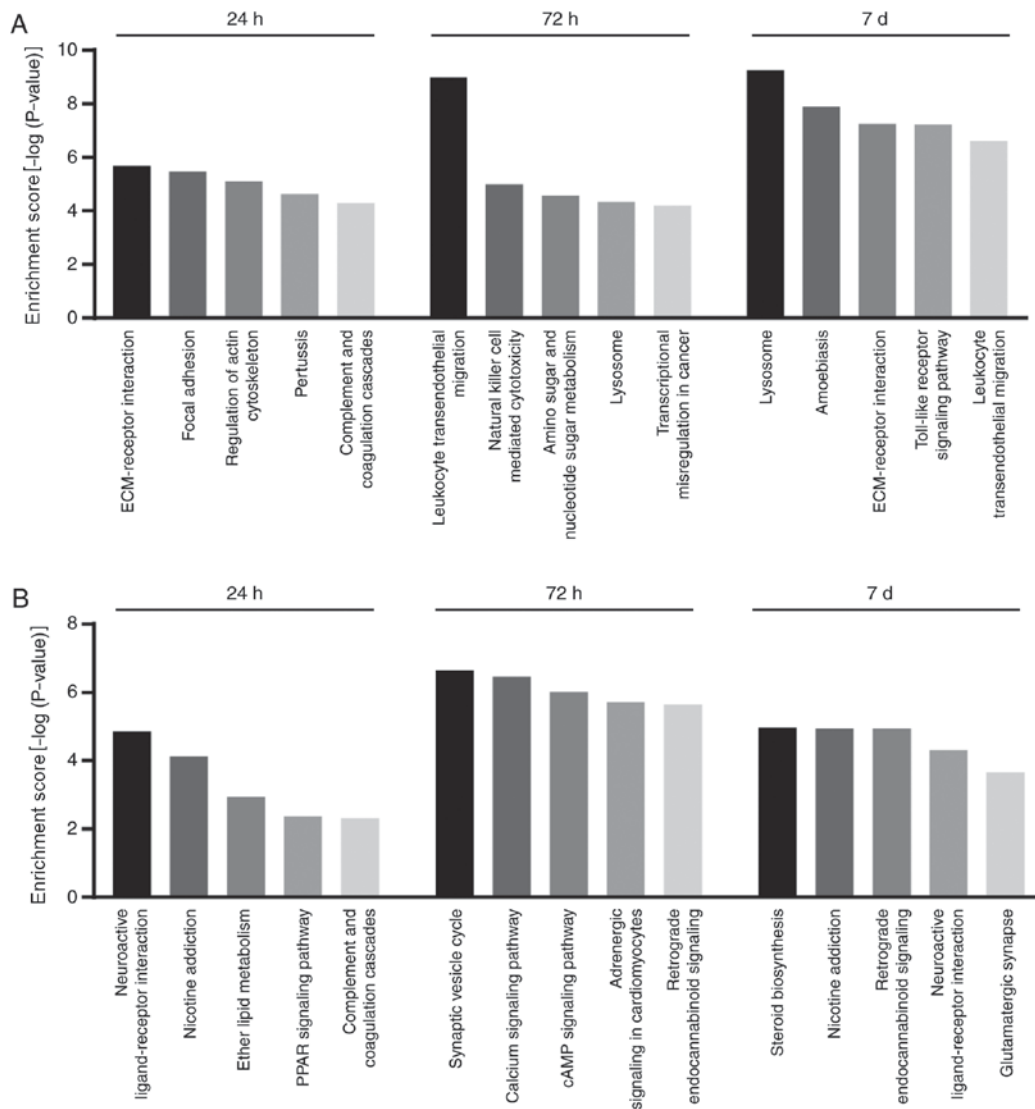 A
24 h
72 h
7 d
Enrichment score [-log (P-value)]
10
8
6
4
2
0
ECM-receptor interaction
Focal adhesion
Regulation of actin
cytoskeleton
Pertussis
Complement and
coagulation cascades
Leukocyte transendothelial
migration
Natural killer cell
mediated cytotoxicity
Amino sugar and
nucleotide sugar metabolism
Lysosome
Transcriptional
misregulation in cancer
Lysosome
Amoebiasis
ECM-receptor interaction
Toll-like receptor
signaling pathway
Leukocyte
transendothelial migration
B
24 h
72 h
7 d
Enrichment score [-log (P-value)]
8
6
4
2
0
Neuroactive
ligand-receptor interaction
Nicotine addiction
Ether lipid metabolism
PPAR signaling pathway
Complement and
coagulation cascades
Synaptic vesicle cycle
Calcium signaling pathway
cAMP signaling pathway
Adrenergic
signaling in cardiomyocytes
Retrograde
endocannabinoid signaling
Steroid biosynthesis
Nicotine addiction
Retrograde
endocannabinoid signaling
Neuroactive
ligand-receptor interaction
Glutamatergic synapse